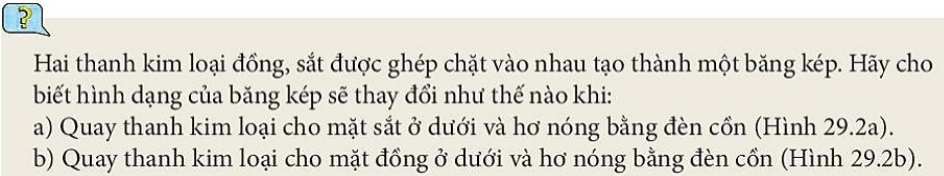 ?
Hai thanh kim loại đồng, sắt được ghép chặt vào nhau tạo thành một băng kép. Hãy cho
biết hình dạng của băng kép sẽ thay đổi như thế nào khi:
a) Quay thanh kim loại cho mặt sắt ở dưới và hơ nóng bằng đèn cồn (Hình 29.2a).
b) Quay thanh kim loại cho mặt đồng ở dưới và hơ nóng bằng đèn cồn (Hình 29.2b).